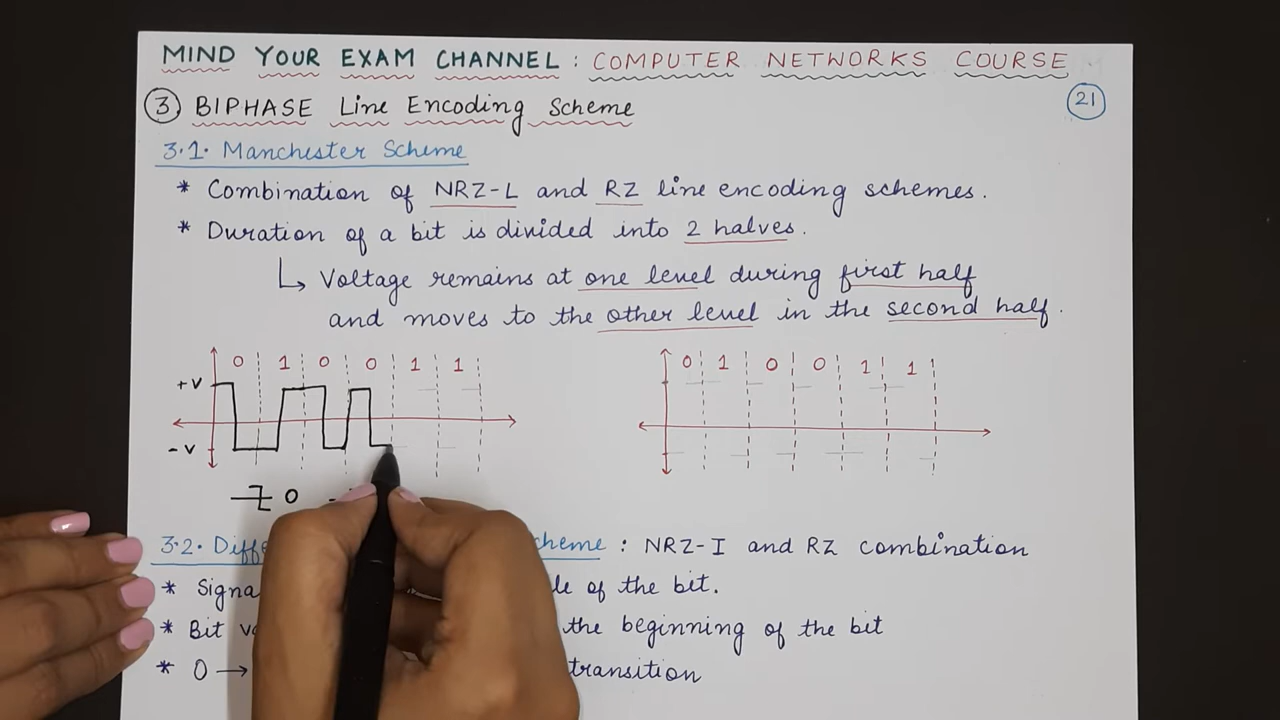 MIND YOUR EXAM CHANNEL : COMPUTER NETWORKS COURSE
③ BIPHASE Line Encoding Scheme
21
3.1. Manchester Scheme
* Combination of NRZ-L and RZ line encoding schemes.
* Duration of a bit is divided into 2 halves.
↳ Voltage remains at one level during first half
and moves to the other level in the second half.
0 1 0 0 1 1
0 1 0 0 1 1
+V
-V
0
3.2. : NRZ-I and RZ combination
* of the bit.
* Bit the beginning of the bit
* 0 → transition